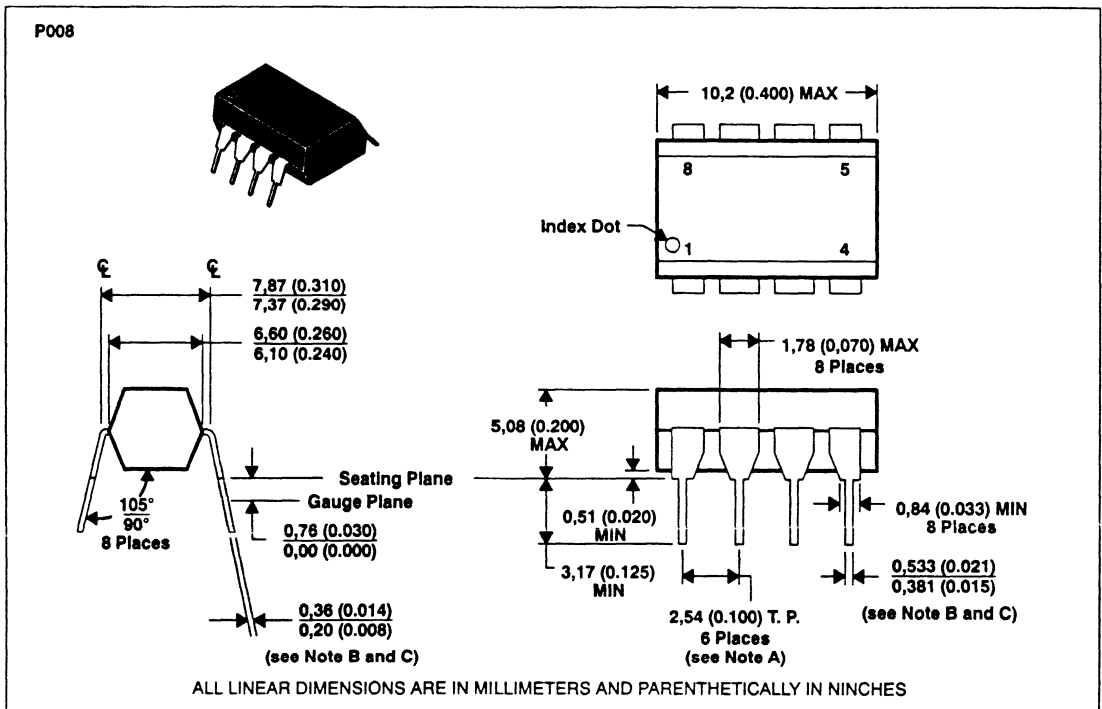 P008
10,2 (0.400) MAX
8
5
Index Dot
1
4
℄
℄
7,87 (0.310)
7,37 (0.290)
6,60 (0.260)
6,10 (0.240)
1,78 (0,070) MAX
8 Places
5,08 (0.200)
MAX
Seating Plane
Gauge Plane
105°
90°
8 Places
0,76 (0.030)
0,00 (0.000)
0,51 (0.020)
MIN
0,84 (0.033) MIN
8 Places
3,17 (0.125)
MIN
0,533 (0.021)
0,381 (0.015)
(see Note B and C)
2,54 (0.100) T. P.
6 Places
(see Note A)
0,36 (0.014)
0,20 (0.008)
(see Note B and C)
ALL LINEAR DIMENSIONS ARE IN MILLIMETERS AND PARENTHETICALLY IN NINCHES